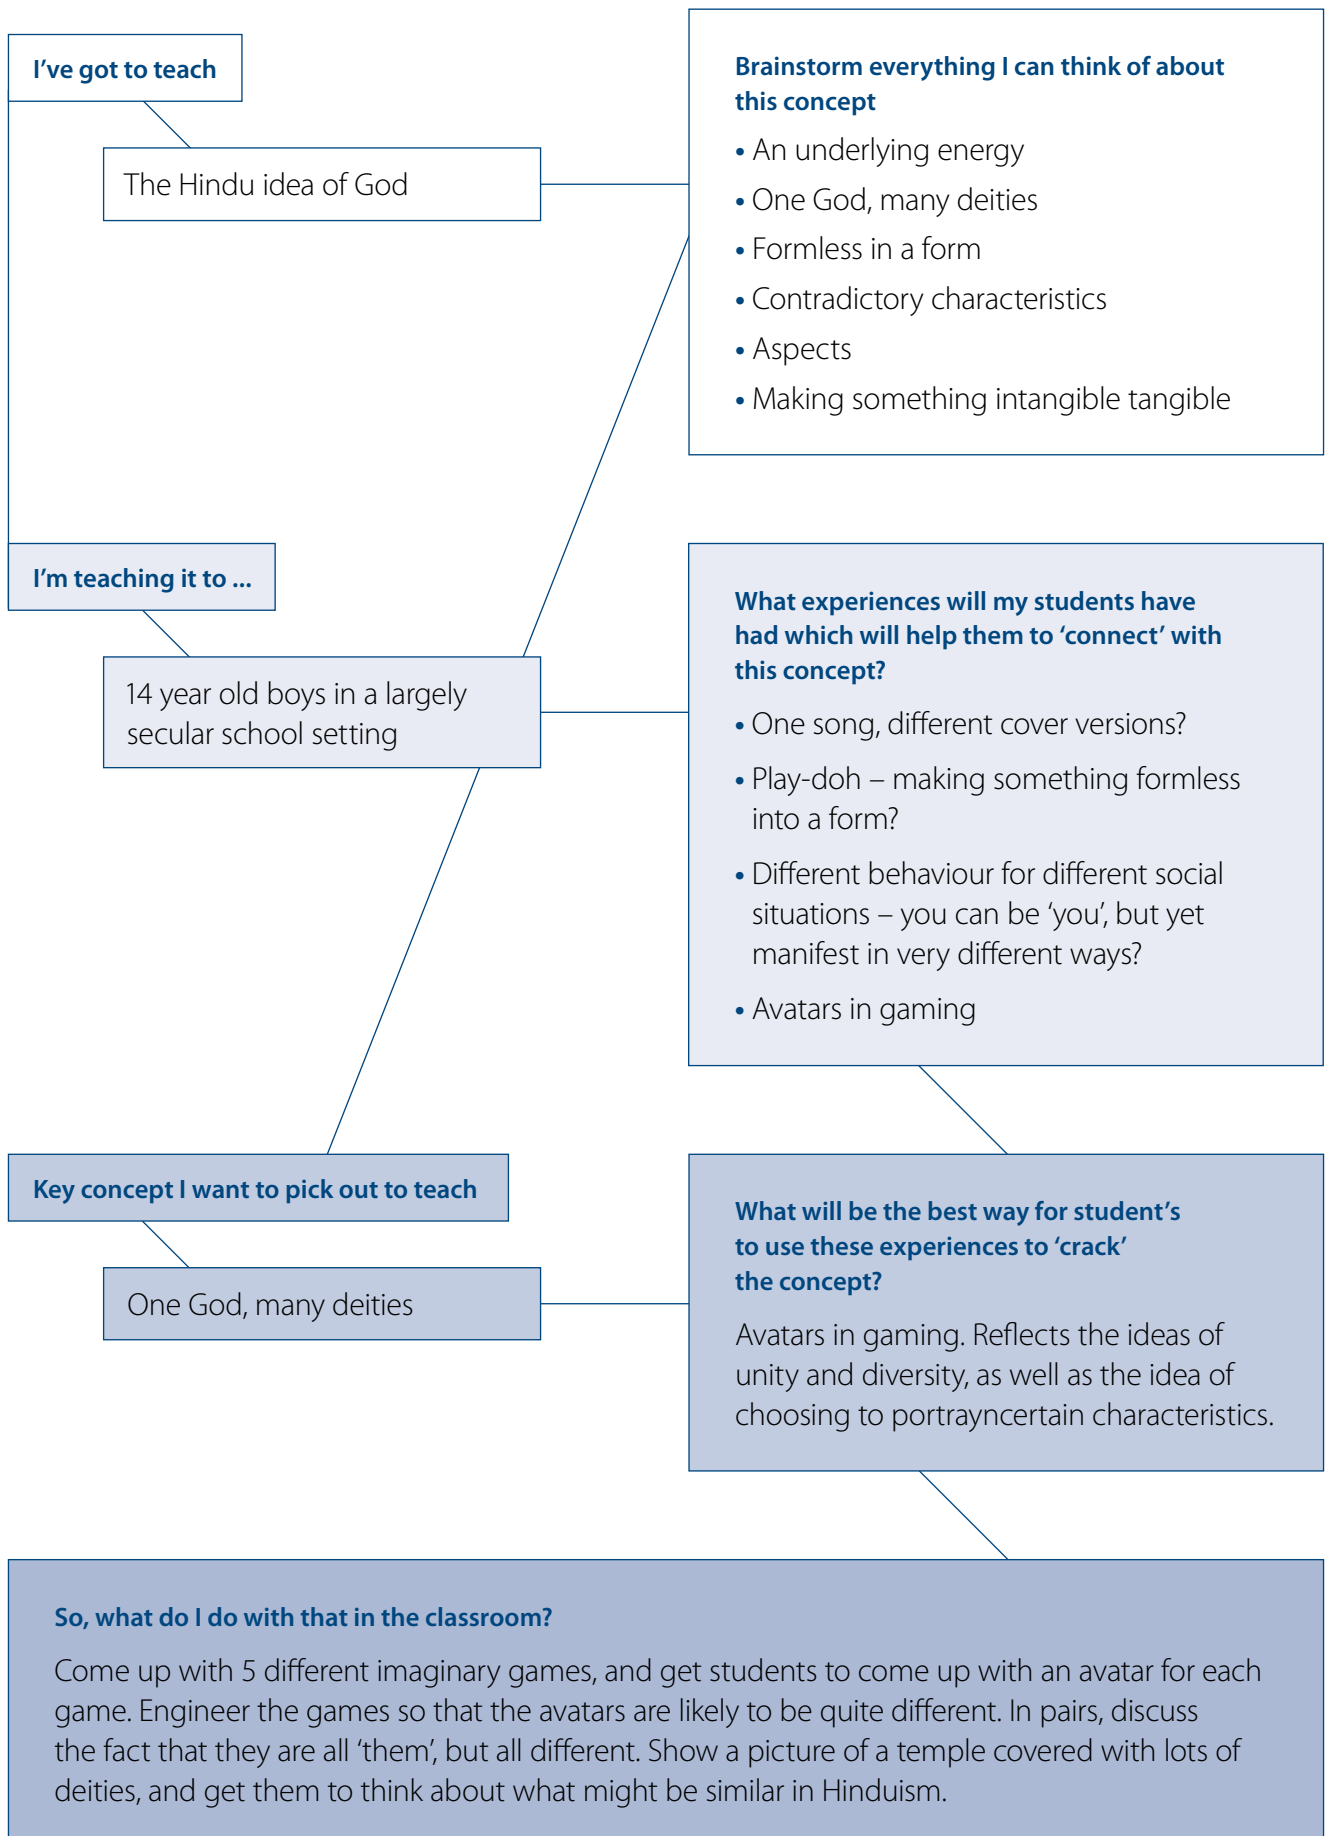 I've got to teach
The Hindu idea of God
Brainstorm everything I can think of about
this concept
• An underlying energy
• One God, many deities
• Formless in a form
• Contradictory characteristics
• Aspects
• Making something intangible tangible
I'm teaching it to ...
14 year old boys in a largely
secular school setting
What experiences will my students have
had which will help them to ‘connect’ with
this concept?
• One song, different cover versions?
• Play-doh – making something formless
into a form?
• Different behaviour for different social
situations – you can be ‘you’, but yet
manifest in very different ways?
• Avatars in gaming
Key concept I want to pick out to teach
One God, many deities
What will be the best way for student’s
to use these experiences to ‘crack’
the concept?
Avatars in gaming. Reflects the ideas of
unity and diversity, as well as the idea of
choosing to portrayncertain characteristics.
So, what do I do with that in the classroom?
Come up with 5 different imaginary games, and get students to come up with an avatar for each
game. Engineer the games so that the avatars are likely to be quite different. In pairs, discuss
the fact that they are all ‘them’, but all different. Show a picture of a temple covered with lots of
deities, and get them to think about what might be similar in Hinduism.